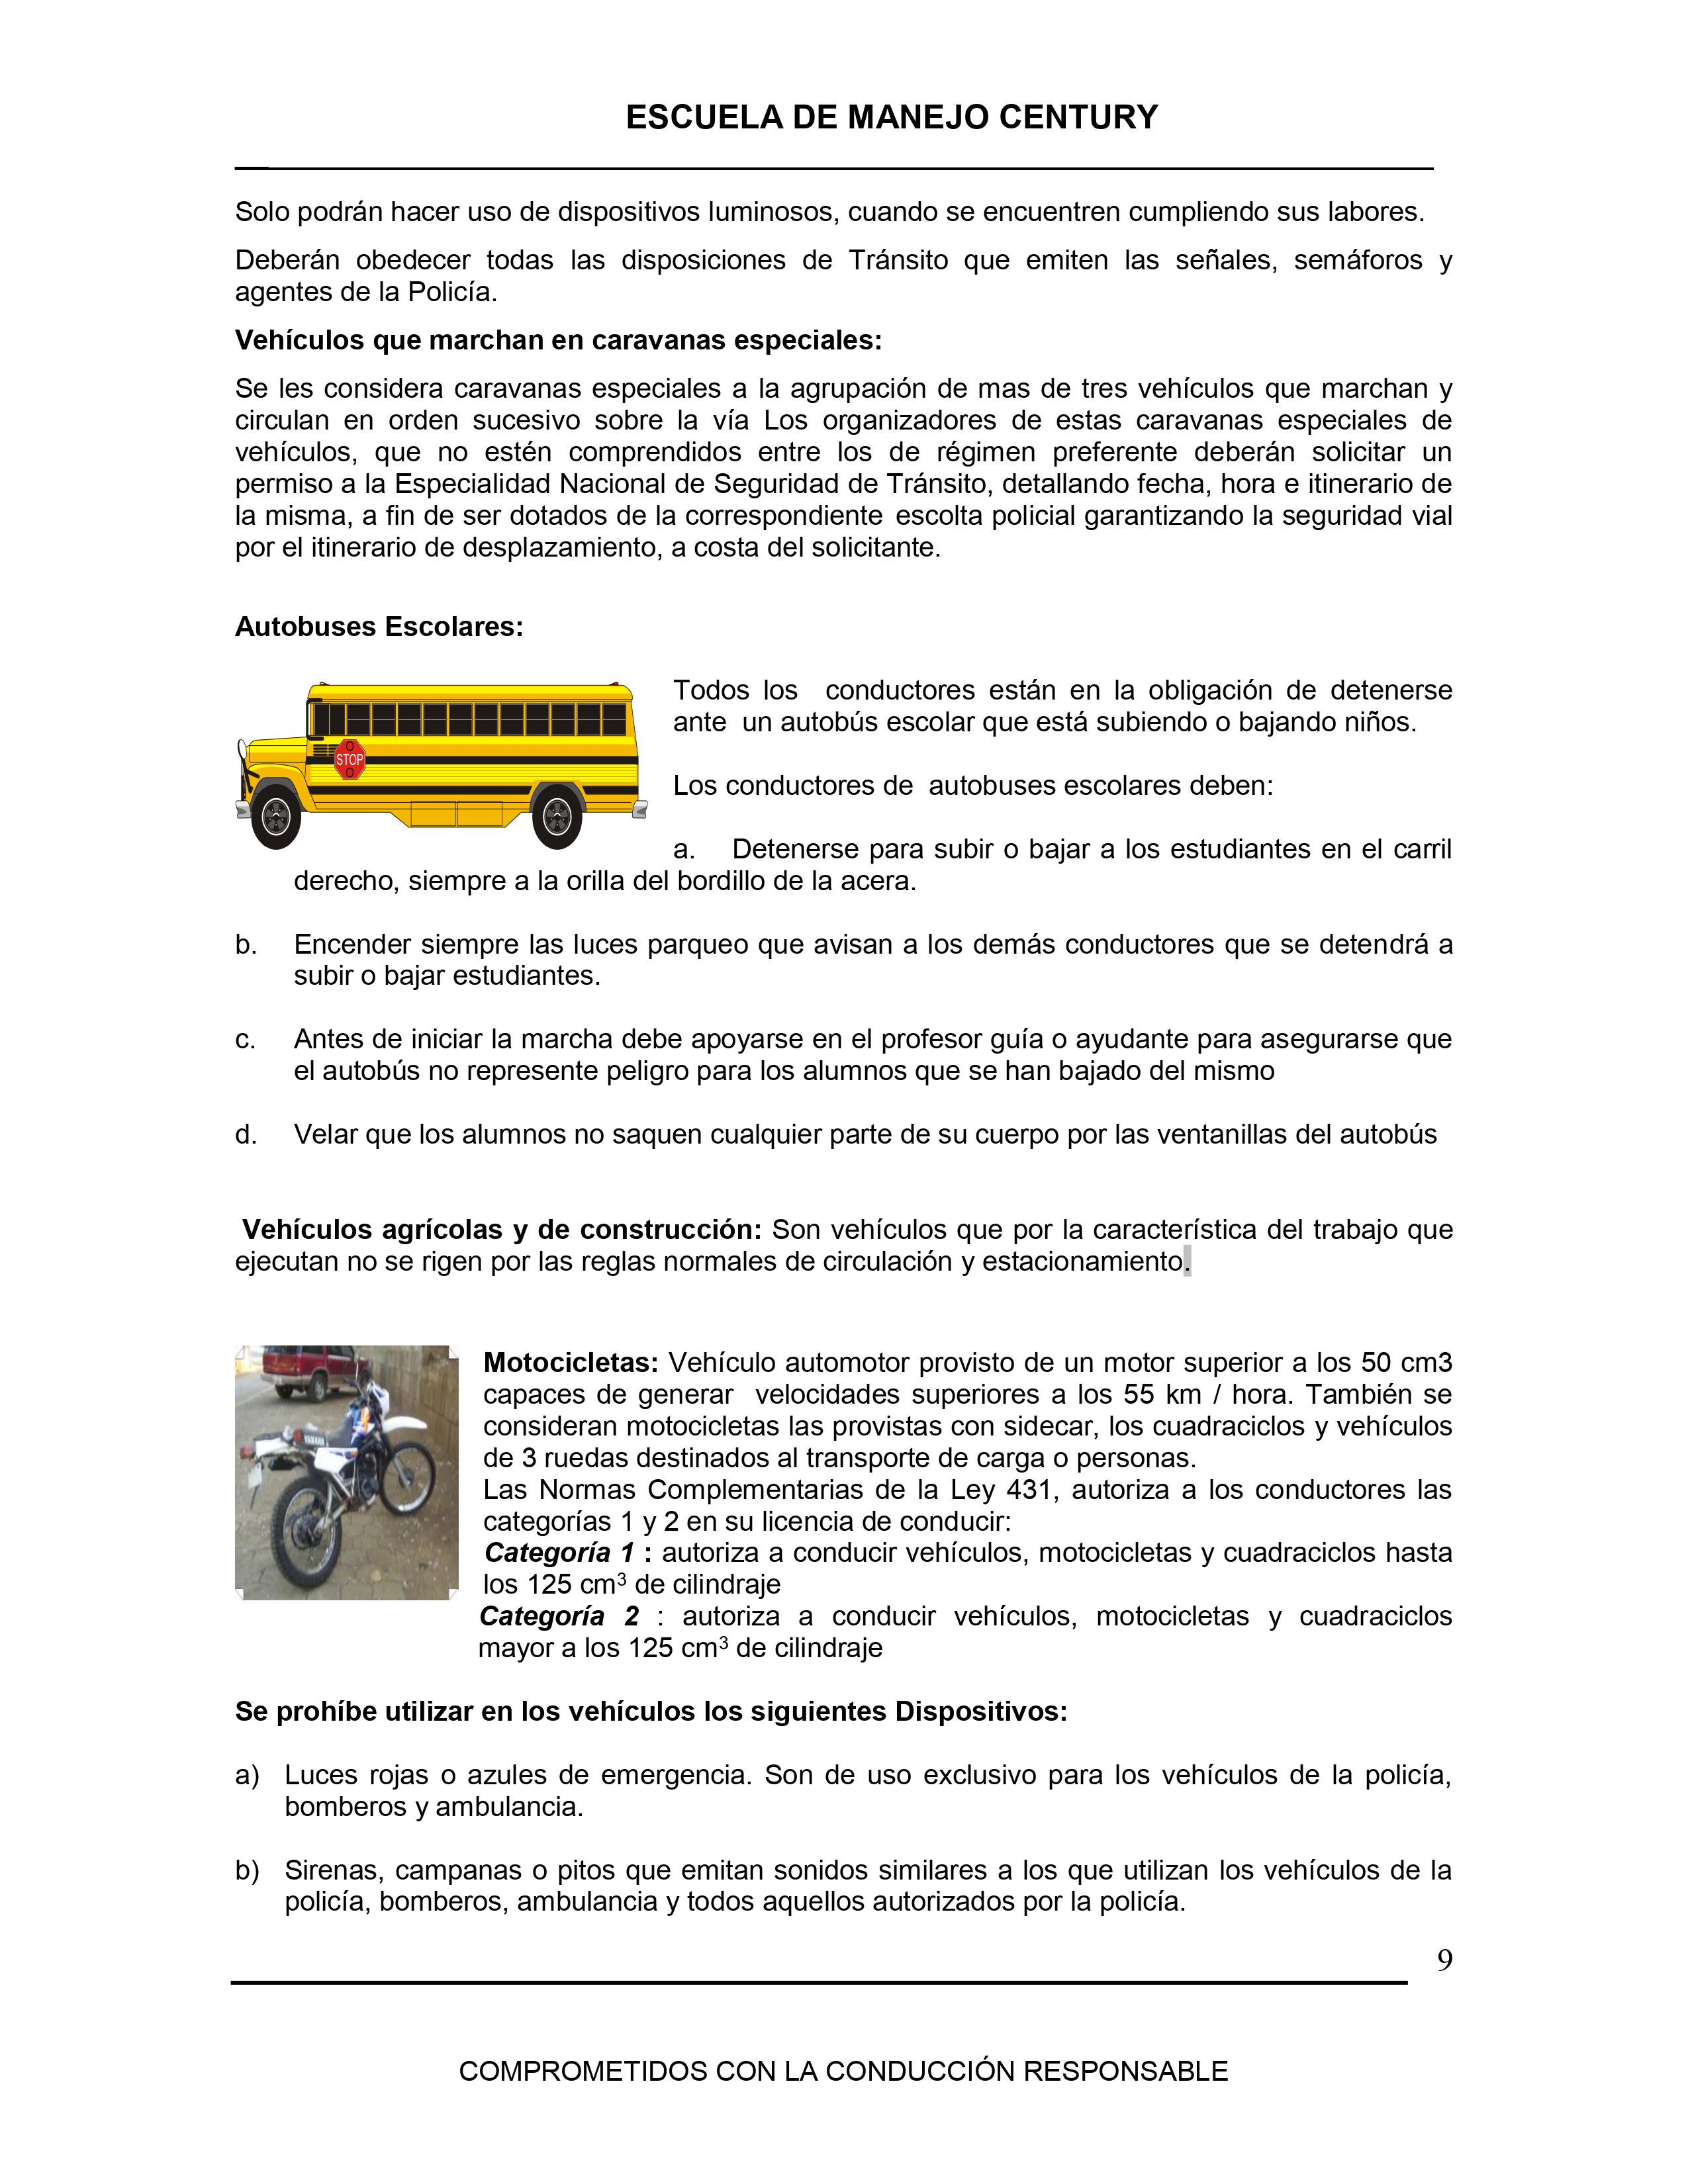 ESCUELA DE MANEJO CENTURY
Solo podrán hacer uso de dispositivos luminosos, cuando se encuentren cumpliendo sus labores.
Deberán obedecer todas las disposiciones de Tránsito que emiten las señales, semáforos y
agentes de la Policía.
Vehículos que marchan en caravanas especiales:
Se les considera caravanas especiales a la agrupación de mas de tres vehículos que marchan y
circulan en orden sucesivo sobre la vía Los organizadores de estas caravanas especiales de
vehículos, que no estén comprendidos entre los de régimen preferente deberán solicitar un
permiso a la Especialidad Nacional de Seguridad de Tránsito, detallando fecha, hora e itinerario de
la misma, a fin de ser dotados de la correspondiente escolta policial garantizando la seguridad vial
por el itinerario de desplazamiento, a costa del solicitante.
Autobuses Escolares:
STOP
Todos los conductores están en la obligación de detenerse
ante un autobús escolar que está subiendo o bajando niños.
Los conductores de autobuses escolares deben:
a. Detenerse para subir o bajar a los estudiantes en el carril
derecho, siempre a la orilla del bordillo de la acera.
b. Encender siempre las luces parqueo que avisan a los demás conductores que se detendrá a
subir o bajar estudiantes.
c. Antes de iniciar la marcha debe apoyarse en el profesor guía o ayudante para asegurarse que
el autobús no represente peligro para los alumnos que se han bajado del mismo
d. Velar que los alumnos no saquen cualquier parte de su cuerpo por las ventanillas del autobús
Vehículos agrícolas y de construcción: Son vehículos que por la característica del trabajo que
ejecutan no se rigen por las reglas normales de circulación y estacionamiento.
Motocicletas: Vehículo automotor provisto de un motor superior a los 50 cm3
capaces de generar velocidades superiores a los 55 km / hora. También se
consideran motocicletas las provistas con sidecar, los cuadraciclos y vehículos
de 3 ruedas destinados al transporte de carga o personas.
Las Normas Complementarias de la Ley 431, autoriza a los conductores las
categorías 1 y 2 en su licencia de conducir:
Categoría 1 : autoriza a conducir vehículos, motocicletas y cuadraciclos hasta
los 125 cm³ de cilindraje
Categoría 2 : autoriza a conducir vehículos, motocicletas y cuadraciclos
mayor a los 125 cm³ de cilindraje
Se prohíbe utilizar en los vehículos los siguientes Dispositivos:
a) Luces rojas o azules de emergencia. Son de uso exclusivo para los vehículos de la policía,
bomberos y ambulancia.
b) Sirenas, campanas o pitos que emitan sonidos similares a los que utilizan los vehículos de la
policía, bomberos, ambulancia y todos aquellos autorizados por la policía.
9
COMPROMETIDOS CON LA CONDUCCIÓN RESPONSABLE